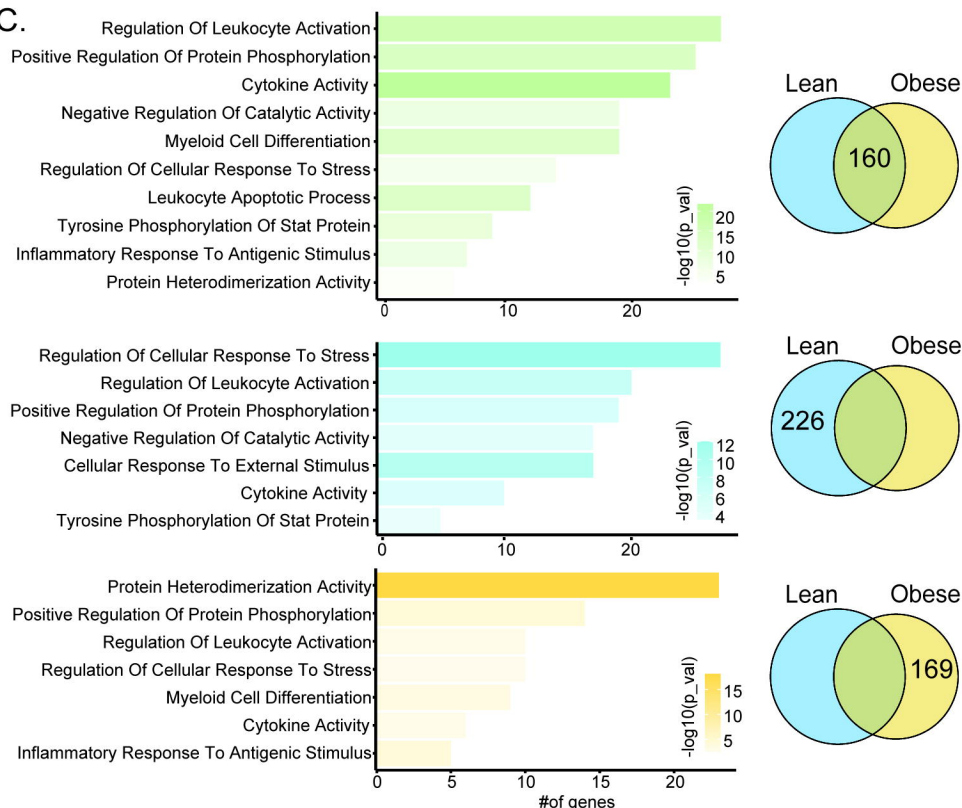 C.
Regulation Of Leukocyte Activation
Positive Regulation Of Protein Phosphorylation
Cytokine Activity
Negative Regulation Of Catalytic Activity
Myeloid Cell Differentiation
Regulation Of Cellular Response To Stress
Leukocyte Apoptotic Process
Tyrosine Phosphorylation Of Stat Protein
Inflammatory Response To Antigenic Stimulus
Protein Heterodimerization Activity
0 10 20
-log10(p_val)
20
15
10
5
Lean Obese
160
Regulation Of Cellular Response To Stress
Regulation Of Leukocyte Activation
Positive Regulation Of Protein Phosphorylation
Negative Regulation Of Catalytic Activity
Cellular Response To External Stimulus
Cytokine Activity
Tyrosine Phosphorylation Of Stat Protein
0 10 20
-log10(p_val)
12
10
8
6
4
Lean Obese
226
Protein Heterodimerization Activity
Positive Regulation Of Protein Phosphorylation
Regulation Of Leukocyte Activation
Regulation Of Cellular Response To Stress
Myeloid Cell Differentiation
Cytokine Activity
Inflammatory Response To Antigenic Stimulus
0 5 10 15 20
#of genes
-log10(p_val)
15
10
5
Lean Obese
169